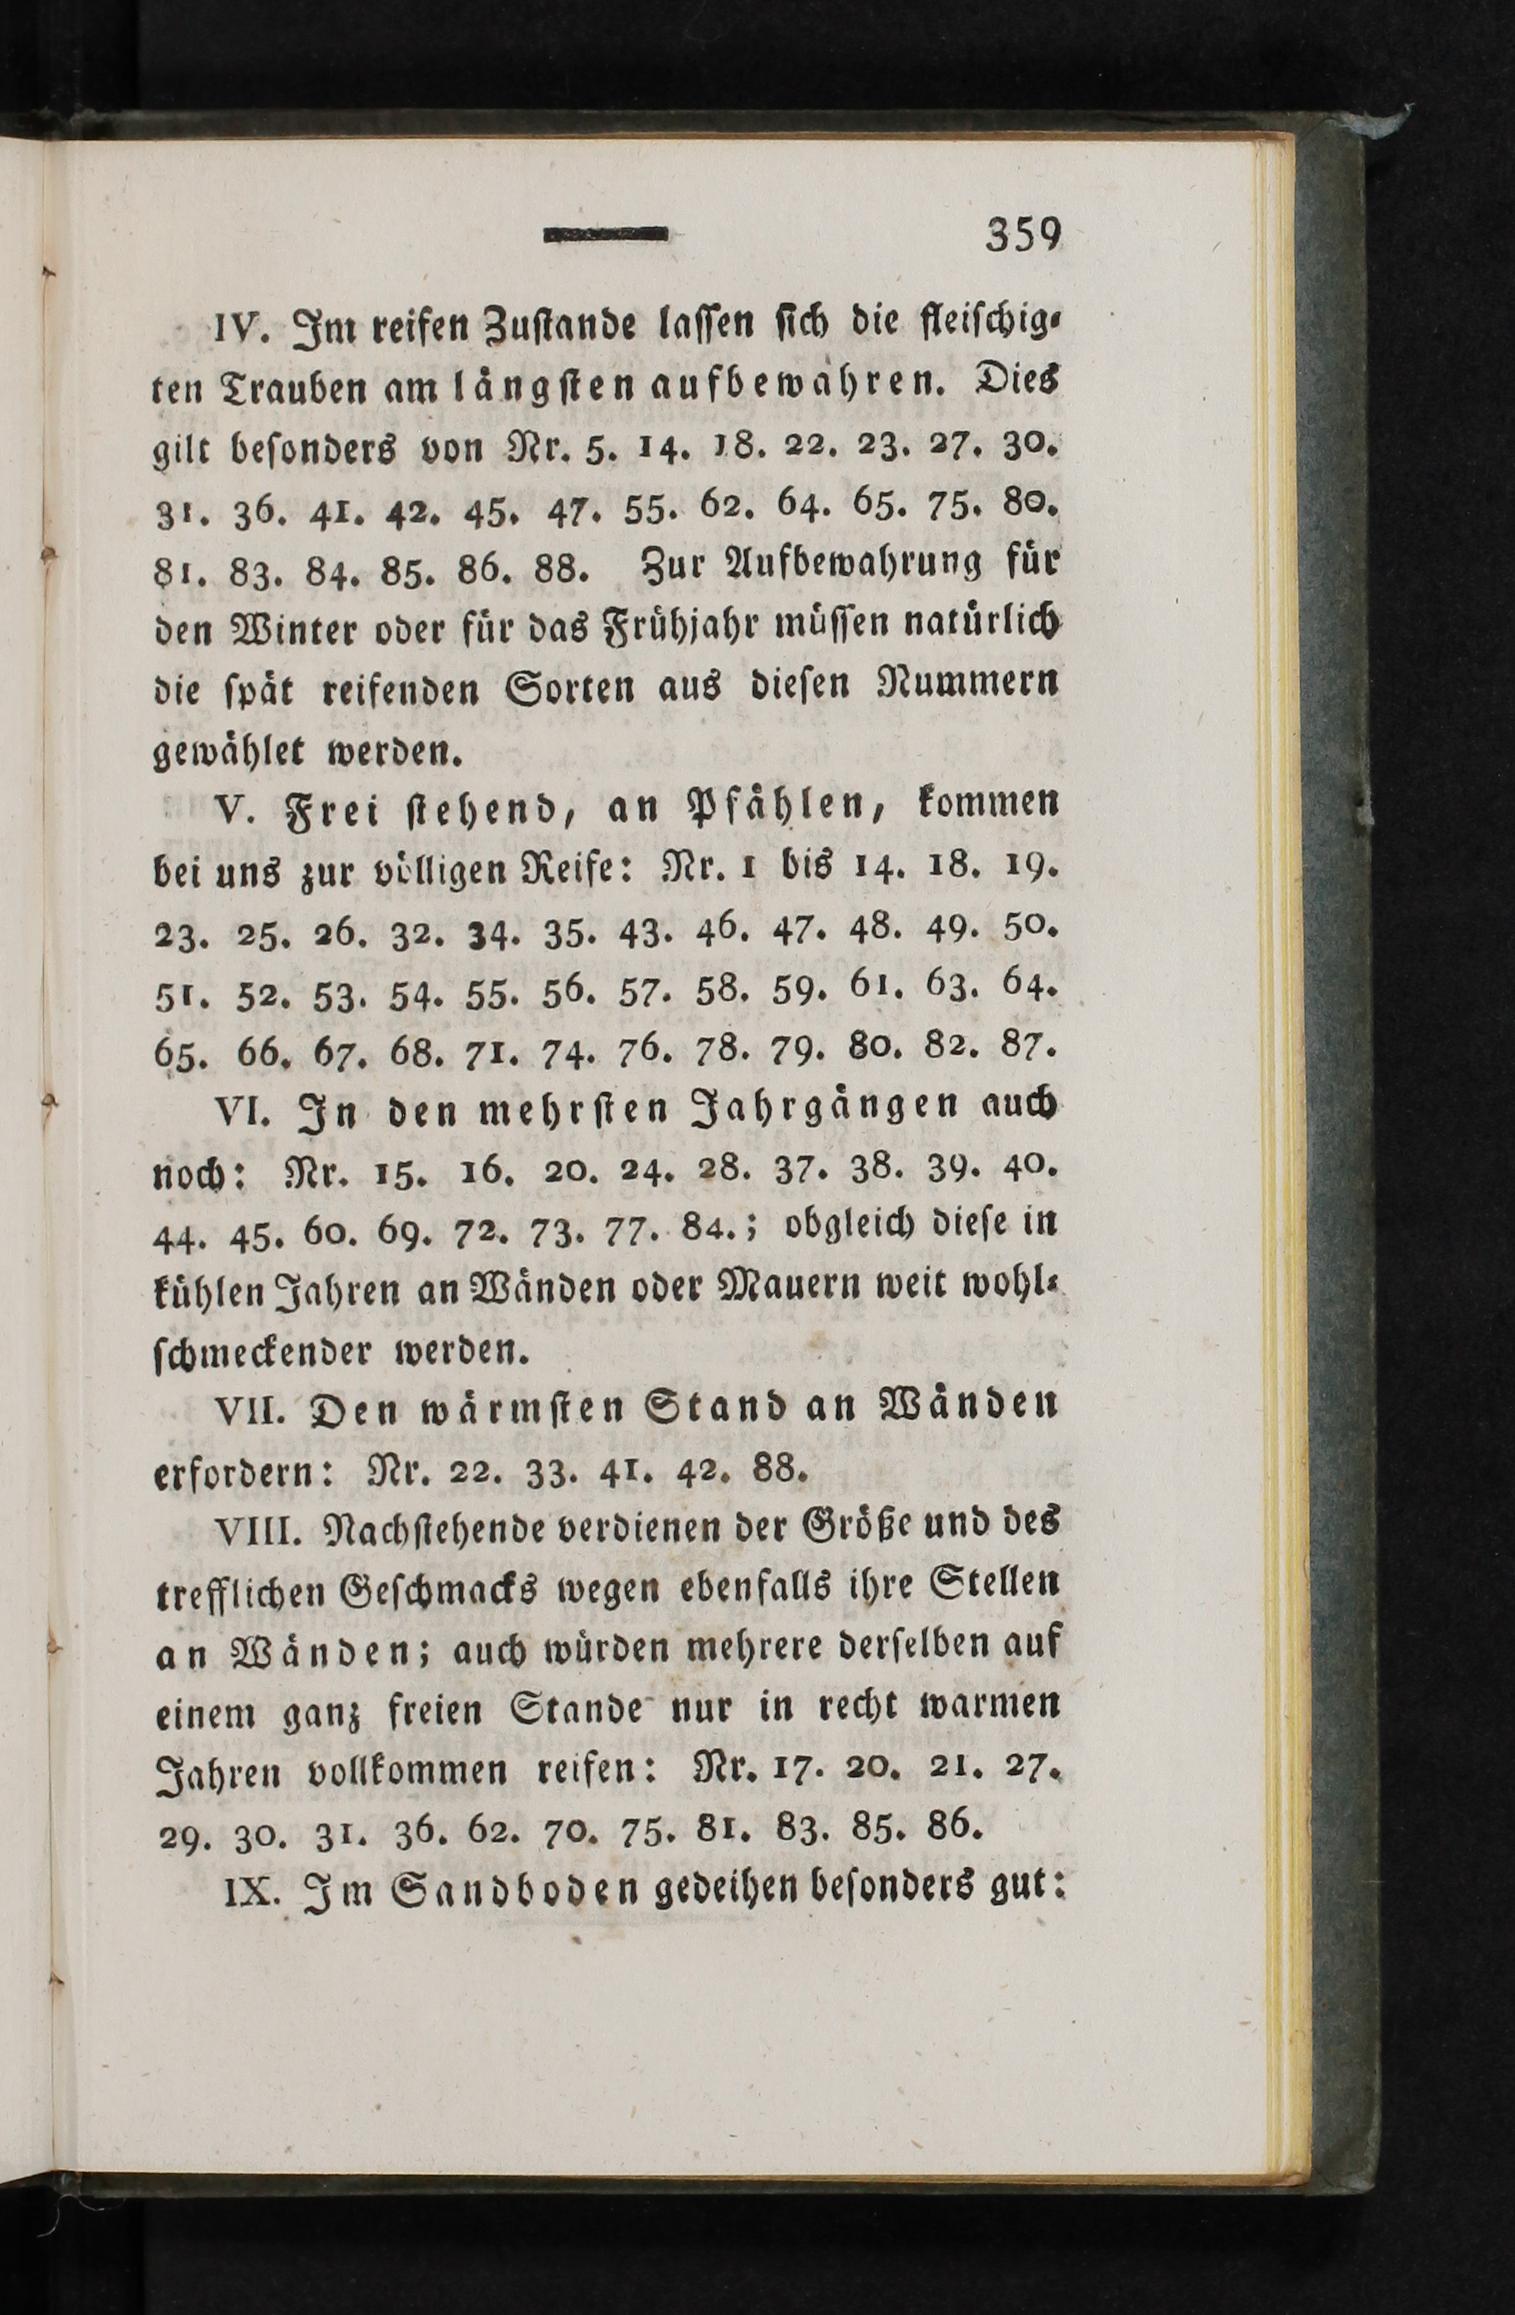 359
IV. Im reifen Zuſtande laſſen ſich die fleiſchig⸗
ten Trauben am längſten aufbewahren. Dies
gilt beſonders von Nr. 5. 14. 18. 22. 23. 27. 30.
31. 36. 41. 42. 45. 47. 55. 62. 64. 65. 75. 80.
81. 83. 84. 85. 86. 88. Zur Aufbewahrung für
den Winter oder für das Frühjahr müſſen natürlich
die ſpät reifenden Sorten aus dieſen Nummern
gewählet werden.
V. Frei ſtehend, an Pfählen, kommen
bei uns zur völligen Reife: Nr. 1 bis 14. 18. 19.
23. 25. 26. 32. 34. 35. 43. 46. 47. 48. 49. 50.
51. 52. 53. 54. 55. 56. 57. 58. 59. 61. 63. 64.
65. 66. 67. 68. 71. 74. 76. 78. 79. 80. 82. 87.
VI. In den mehrſten Jahrgängen auch
noch: Nr. 15. 16. 20. 24. 28. 37. 38. 39. 40.
44. 45. 60. 69. 72. 73. 77. 84.; obgleich dieſe in
kühlen Jahren an Wänden oder Mauern weit wohl⸗
ſchmeckender werden.
VII. Den wärmſten Stand an Wänden
erfordern: Nr. 22. 33. 41. 42. 88.
VIII. Nachſtehende verdienen der Größe und des
trefflichen Geſchmacks wegen ebenfalls ihre Stellen
an Wänden; auch würden mehrere derſelben auf
einem ganz freien Stande nur in recht warmen
Jahren vollkommen reifen: Nr. 17. 20. 21. 27.
29. 30. 31. 36. 62. 70. 75. 81. 83. 85. 86.
IX. Im Sandboden gedeihen beſonders gut: